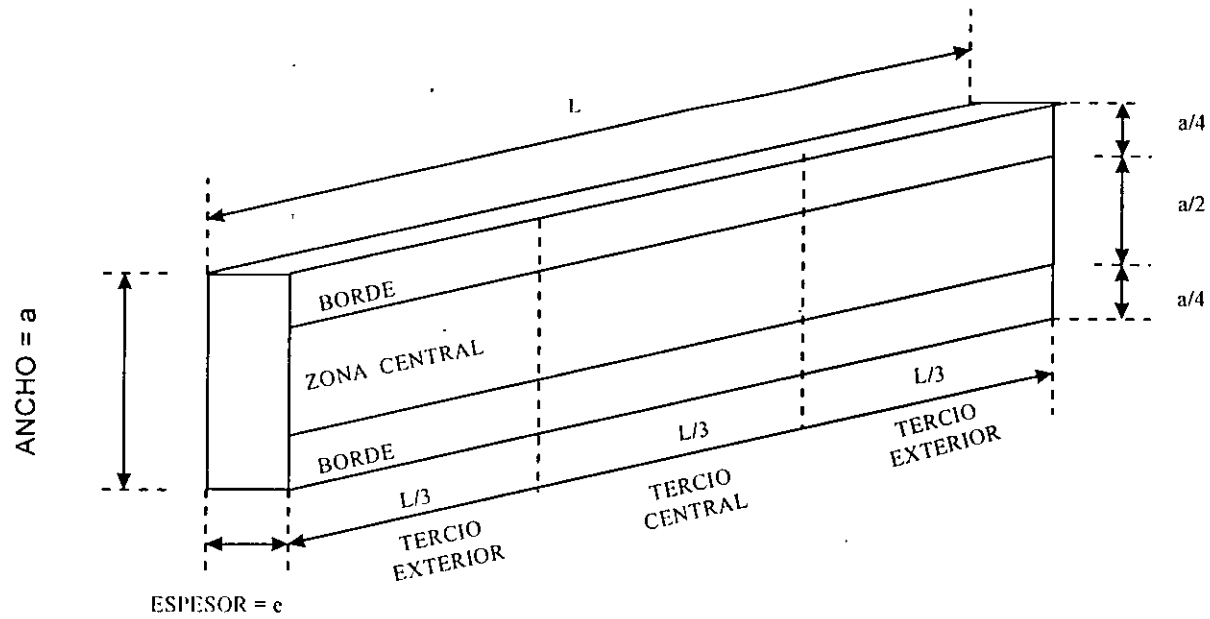 L
a/4
a/2
a/4
ANCHO = a
BORDE
ZONA CENTRAL
BORDE
L/3
L/3
L/3
TERCIO
EXTERIOR
TERCIO
CENTRAL
TERCIO
EXTERIOR
ESPESOR = e